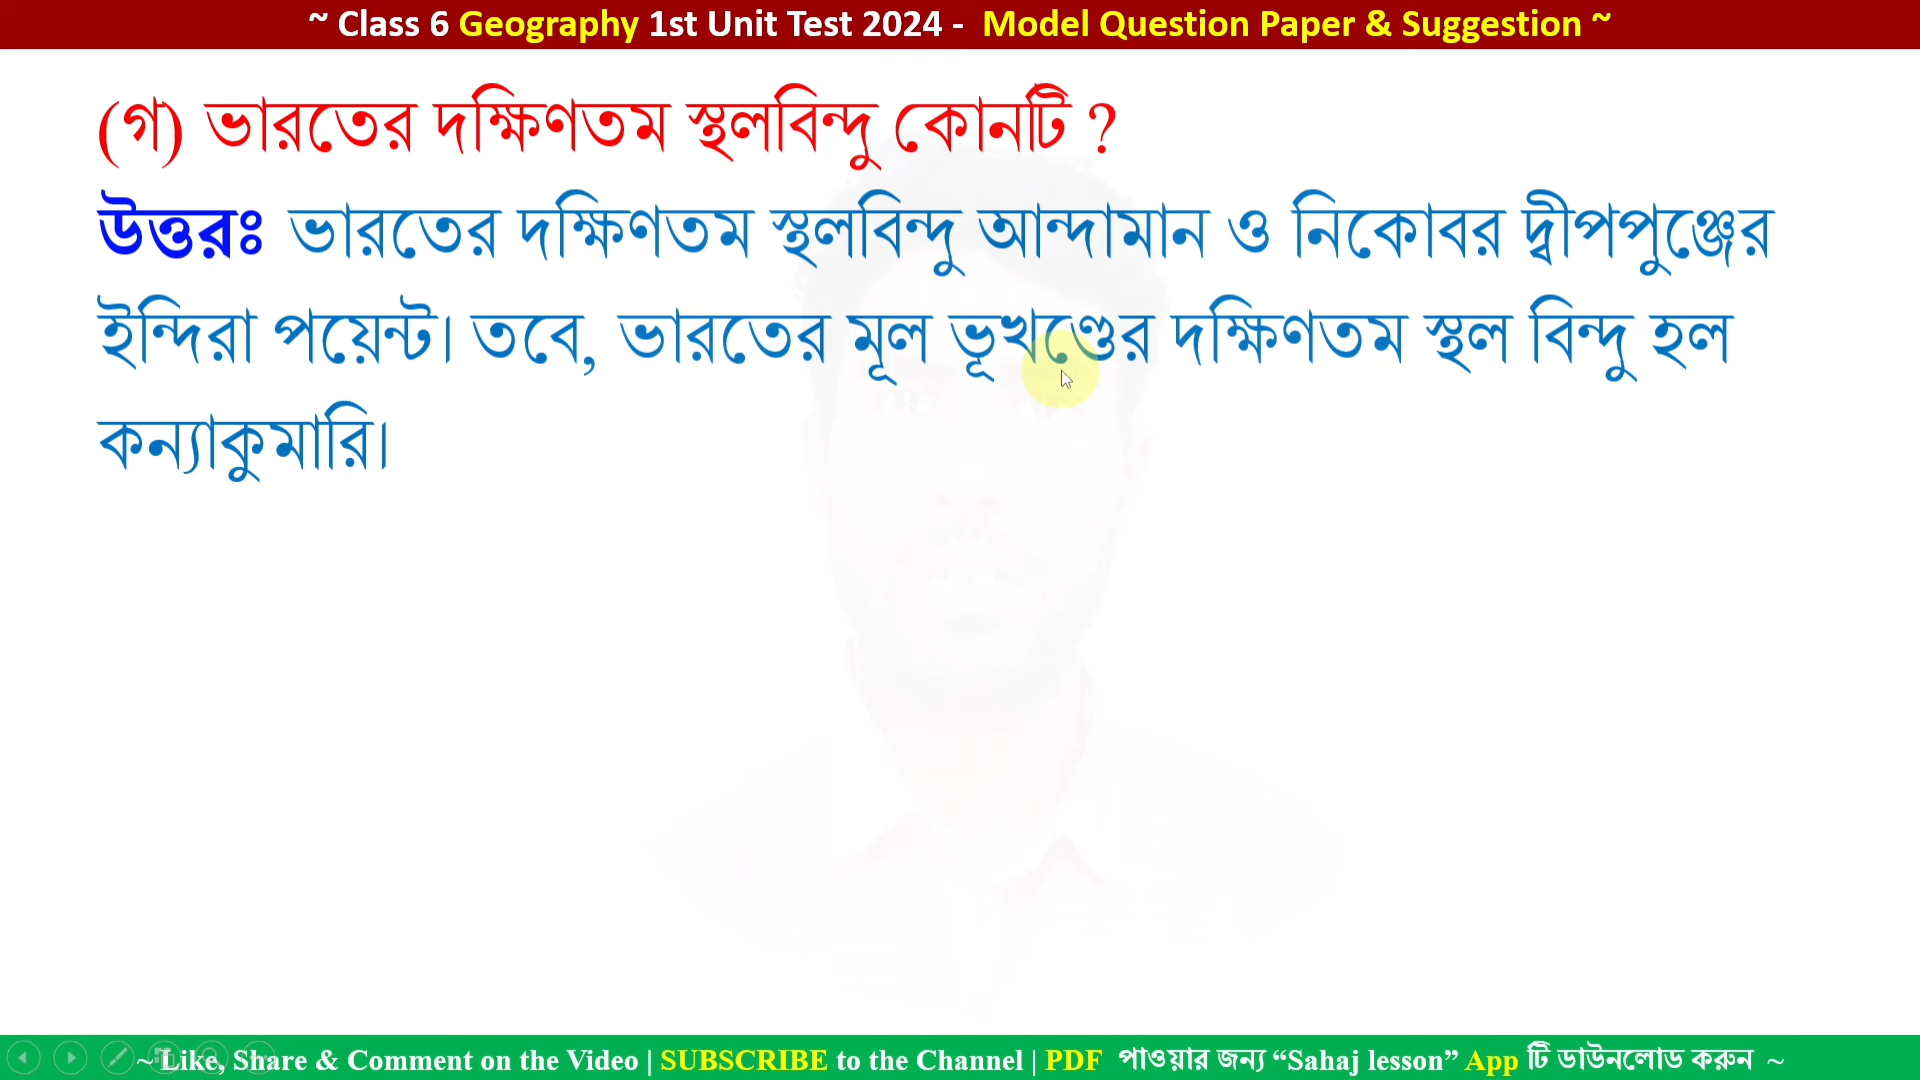 ~ Class 6 Geography 1st Unit Test 2024 - Model Question Paper & Suggestion ~
(গ) ভারতের দক্ষিণতম স্থলবিন্দু কোনটি ?
উত্তরঃ ভারতের দক্ষিণতম স্থলবিন্দু আন্দামান ও নিকোবর দ্বীপপুঞ্জের
ইন্দিরা পয়েন্ট। তবে, ভারতের মূল ভূখণ্ডের দক্ষিণতম স্থল বিন্দু হল
কন্যাকুমারি।
~ Like, Share & Comment on the Video | SUBSCRIBE to the Channel | PDF পাওয়ার জন্য “Sahaj lesson” App টি ডাউনলোড করুন ~